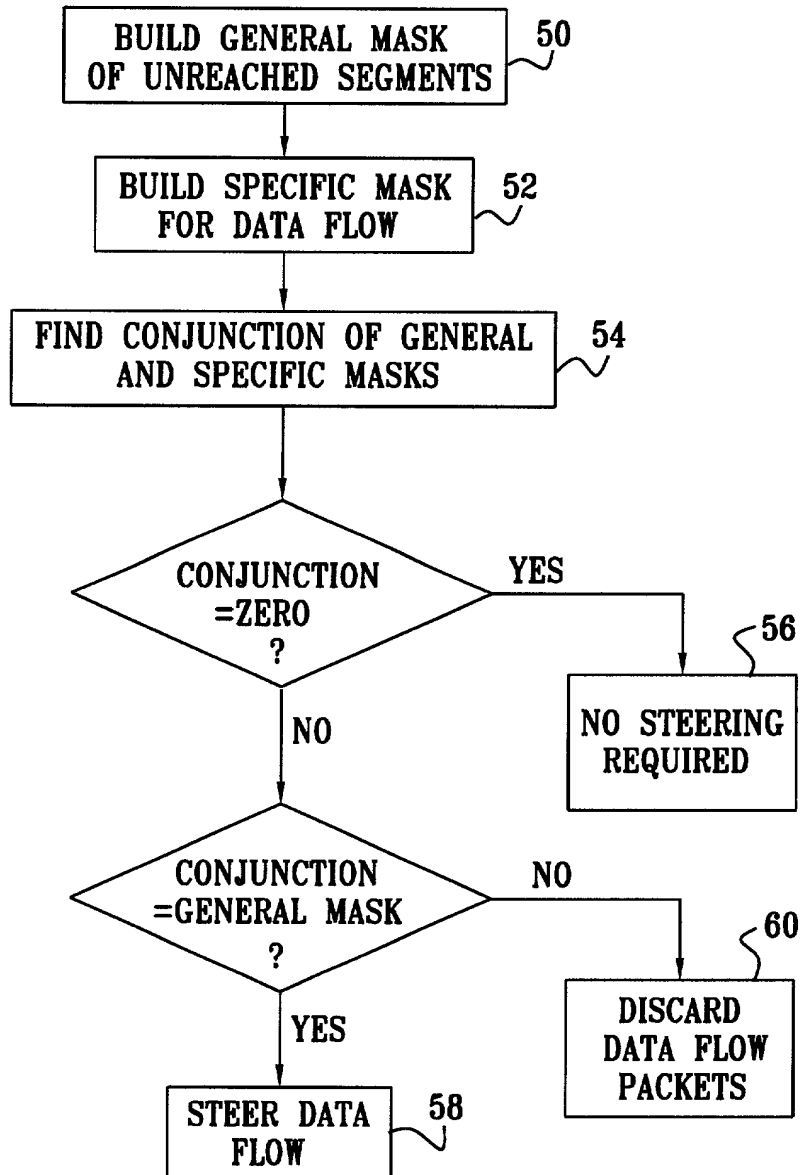 BUILD GENERAL MASK
OF UNREACHED SEGMENTS
50
BUILD SPECIFIC MASK
FOR DATA FLOW
52
FIND CONJUNCTION OF GENERAL
AND SPECIFIC MASKS
54
CONJUNCTION
=ZERO
?
YES
56
NO STEERING
REQUIRED
NO
CONJUNCTION
=GENERAL MASK
?
NO
60
DISCARD
DATA FLOW
PACKETS
YES
STEER DATA
FLOW
58